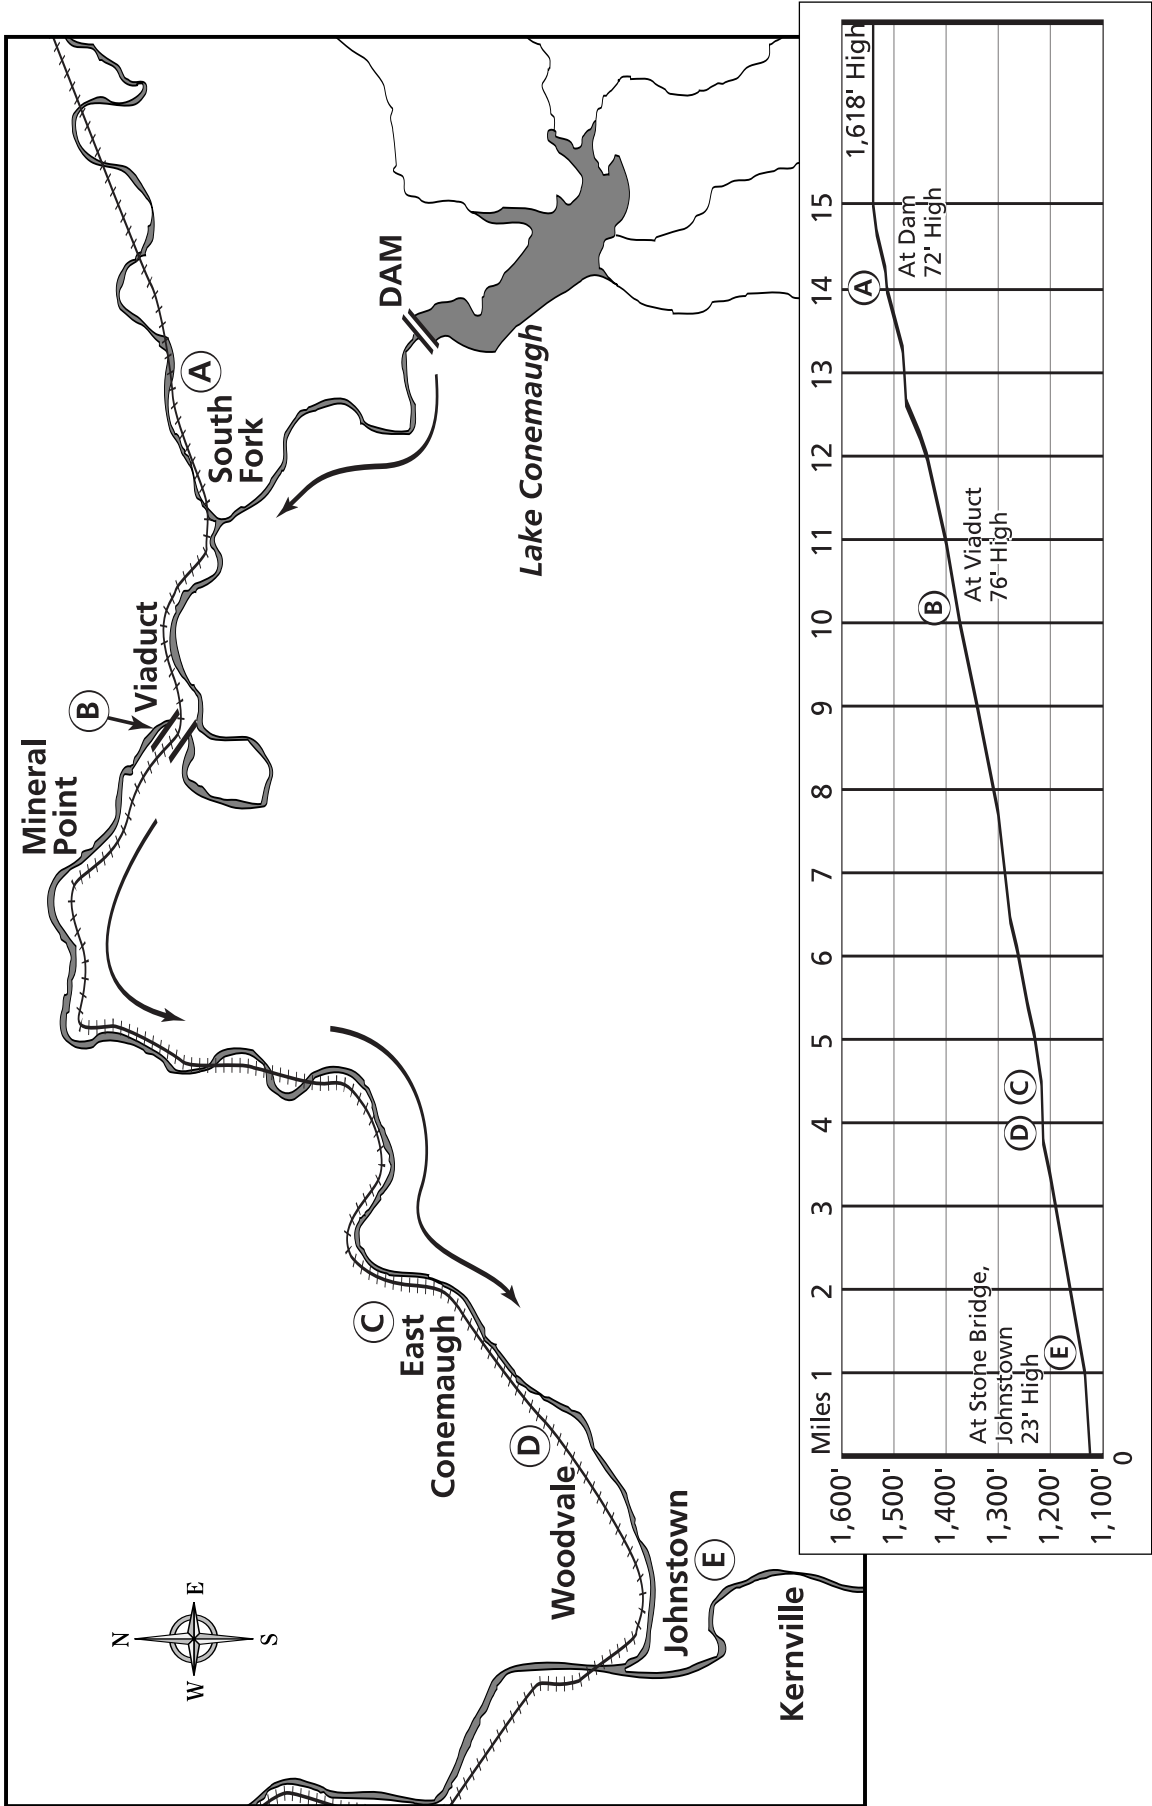 N
E
S
W
Mineral
Point
B
Viaduct
A
South
Fork
DAM
Lake Conemaugh
C
East
Conemaugh
D
Woodvale
Johnstown
E
Kernville
Miles 1 2 3 4 5 6 7 8 9 10 11 12 13 14 15
1,600'
1,500'
1,400'
1,300'
1,200'
1,100'
0
1,618' High
A
At Dam
72' High
B
At Viaduct
76' High
D C
At Stone Bridge,
Johnstown
23' High
E